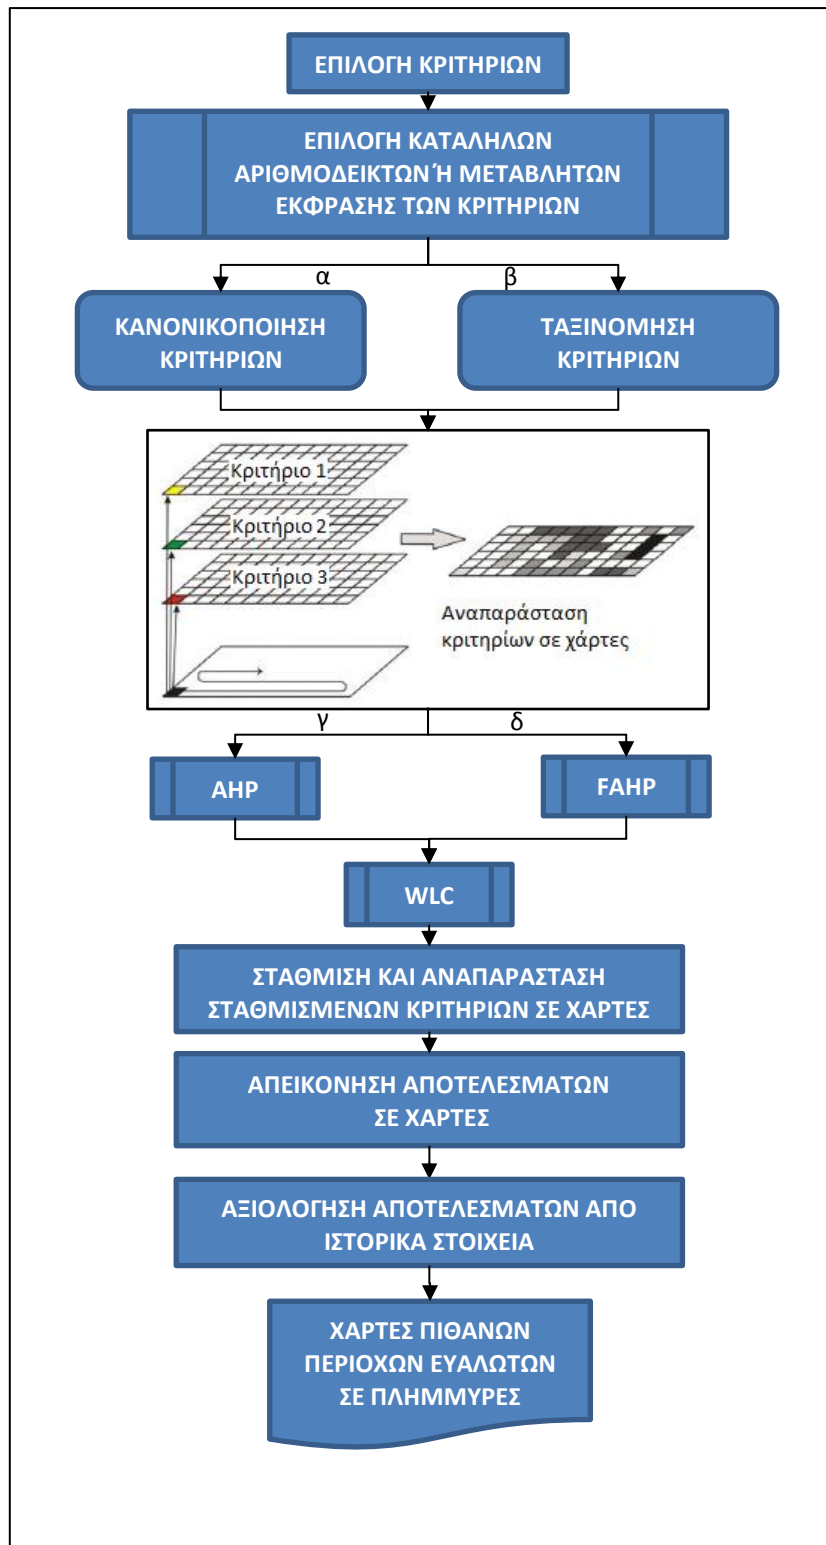 ΕΠΙΛΟΓΗ ΚΡΙΤΗΡΙΩΝ
ΕΠΙΛΟΓΗ ΚΑΤΑΛΗΛΩΝ
ΑΡΙΘΜΟΔΕΙΚΤΩΝ Ή ΜΕΤΑΒΛΗΤΩΝ
ΕΚΦΡΑΣΗΣ ΤΩΝ ΚΡΙΤΗΡΙΩΝ
α
β
ΚΑΝΟΝΙΚΟΠΟΙΗΣΗ
ΚΡΙΤΗΡΙΩΝ
ΤΑΞΙΝΟΜΗΣΗ
ΚΡΙΤΗΡΙΩΝ
Κριτήριο 1
Κριτήριο 2
Κριτήριο 3
Αναπαράσταση
κριτηρίων σε χάρτες
γ
δ
AHP
FAHP
WLC
ΣΤΑΘΜΙΣΗ ΚΑΙ ΑΝΑΠΑΡΑΣΤΑΣΗ
ΣΤΑΘΜΙΣΜΕΝΩΝ ΚΡΙΤΗΡΙΩΝ ΣΕ ΧΑΡΤΕΣ
ΑΠΕΙΚΟΝΗΣΗ ΑΠΟΤΕΛΕΣΜΑΤΩΝ
ΣΕ ΧΑΡΤΕΣ
ΑΞΙΟΛΟΓΗΣΗ ΑΠΟΤΕΛΕΣΜΑΤΩΝ ΑΠΟ
ΙΣΤΟΡΙΚΑ ΣΤΟΙΧΕΙΑ
ΧΑΡΤΕΣ ΠΙΘΑΝΩΝ
ΠΕΡΙΟΧΩΝ ΕΥΑΛΩΤΩΝ
ΣΕ ΠΛΗΜΜΥΡΕΣ